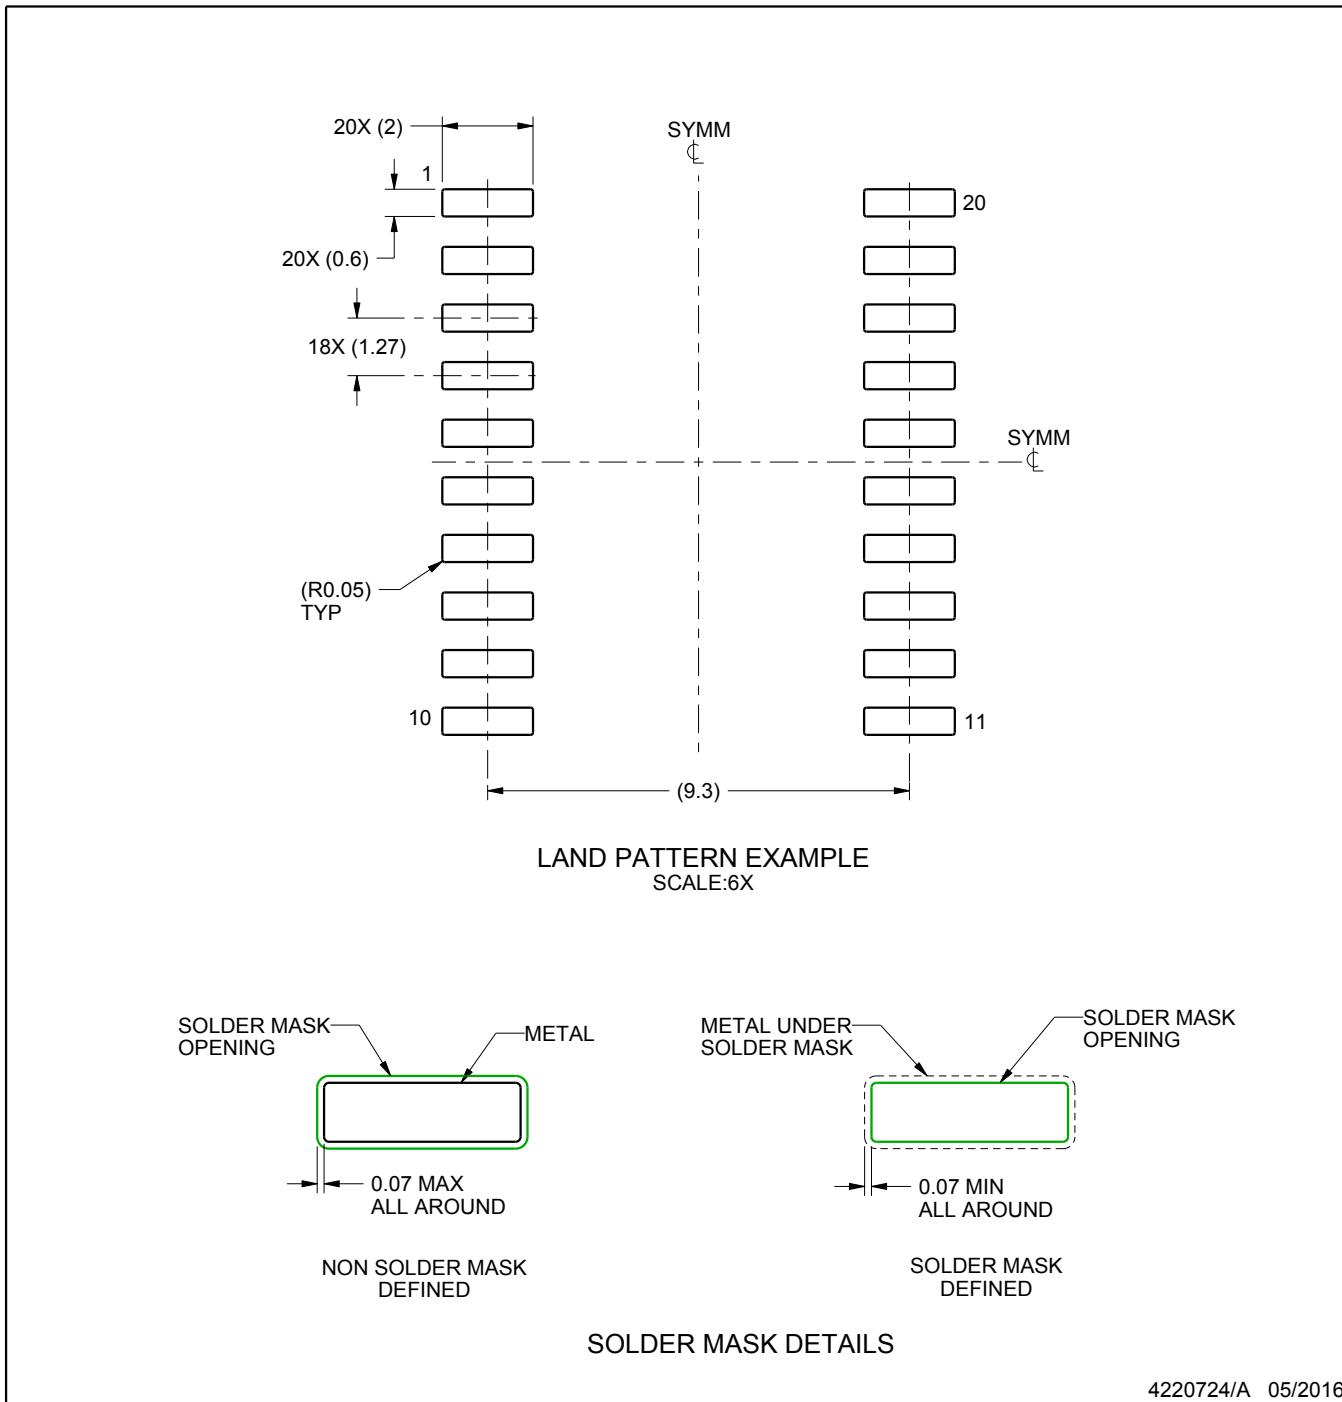 20X (2)
SYMM
℄
1
20
20X (0.6)
18X (1.27)
SYMM
℄
(R0.05)
TYP
10
11
(9.3)
LAND PATTERN EXAMPLE
SCALE:6X
SOLDER MASK
OPENING
METAL
METAL UNDER
SOLDER MASK
SOLDER MASK
OPENING
0.07 MAX
ALL AROUND
0.07 MIN
ALL AROUND
NON SOLDER MASK
DEFINED
SOLDER MASK
DEFINED
SOLDER MASK DETAILS
4220724/A 05/2016